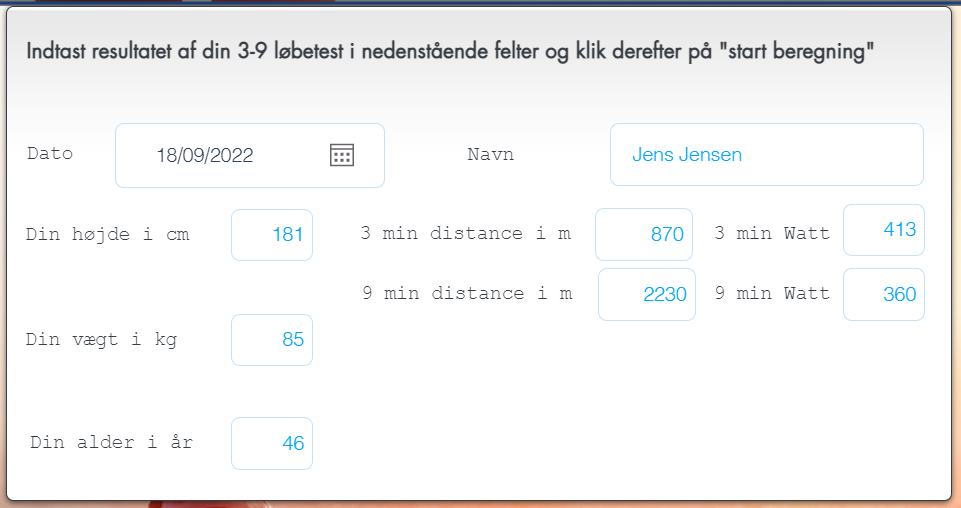 Indtast resultatet af din 3-9 løbetest i nedenstående felter og klik derefter på "start beregning"
Dato 18/09/2022 Navn Jens Jensen
Din højde i cm 181 3 min distance i m 870 3 min Watt 413
9 min distance i m 2230 9 min Watt 360
Din vægt i kg 85
Din alder i år 46